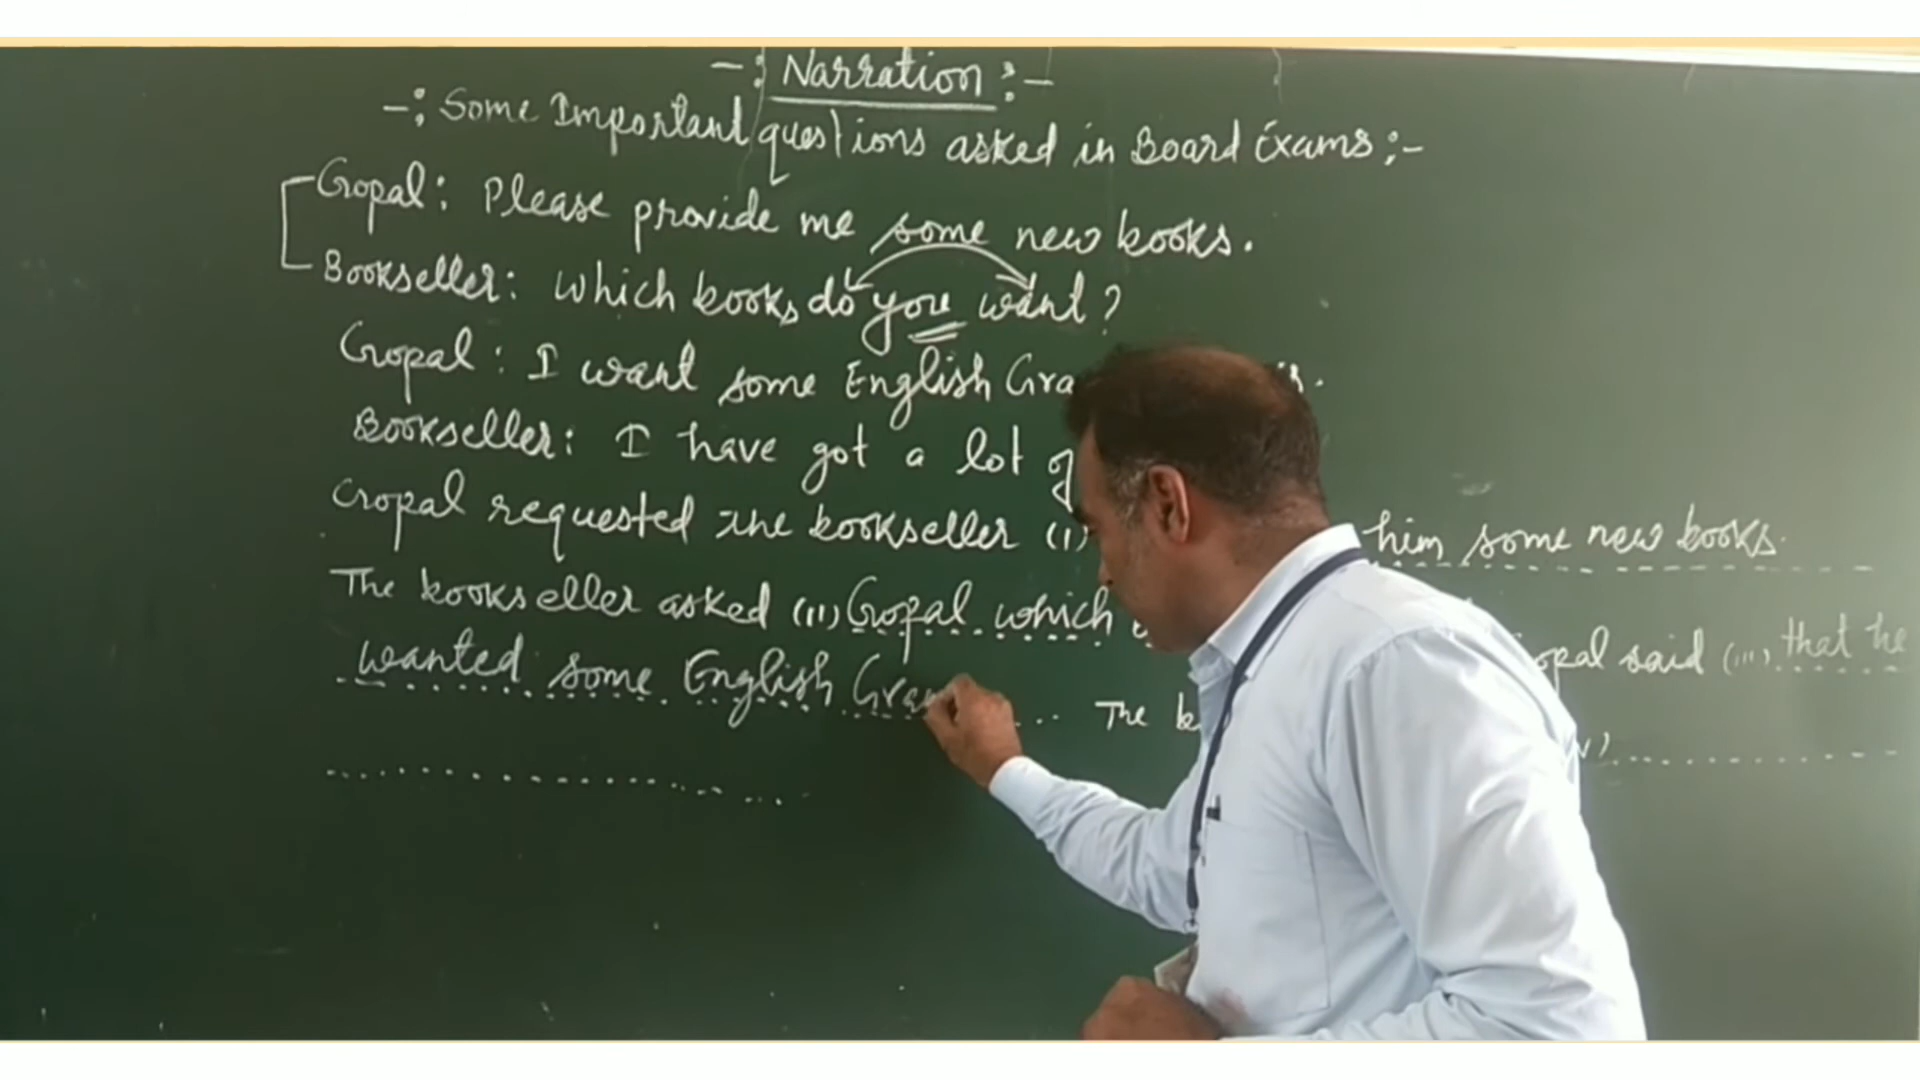 -: Narration :-
-: Some Important questions asked in Board Exams :-
Gopal: Please provide me some new books.
Bookseller: Which books do you want?
Gopal: I want some English Gra
Bookseller: I have got a lot of
Gopal requested the bookseller (i) him some new books.
The bookseller asked (ii) Gopal which opal said (iii) that he
wanted some English Gram The